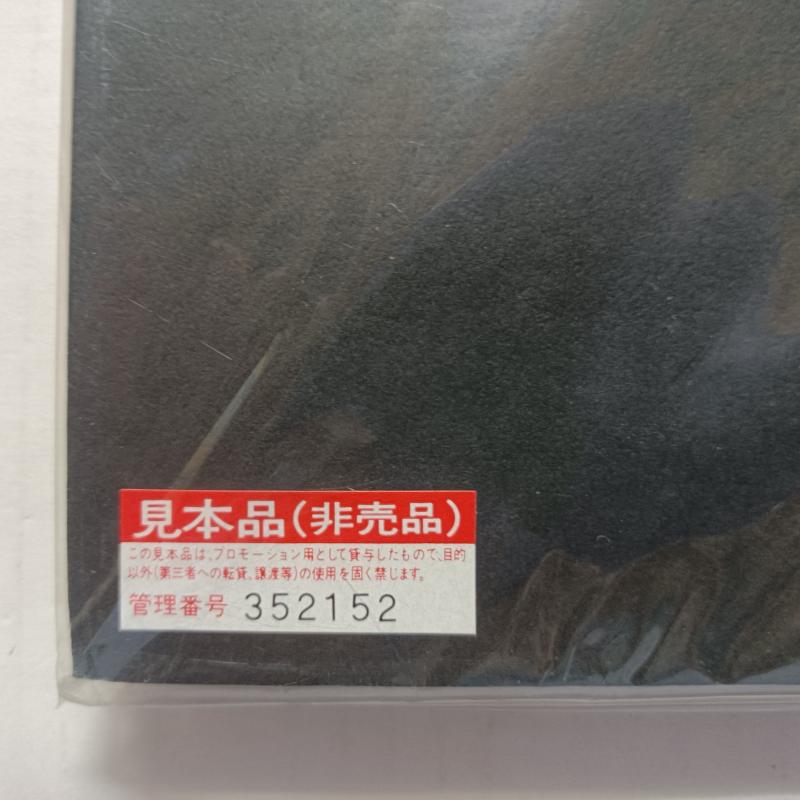 見本品(非売品)
この見本品は、プロモーション用として貸与したもので、目的
以外(第三者への転貸、譲渡等)の使用を固く禁じます。
管理番号 352152